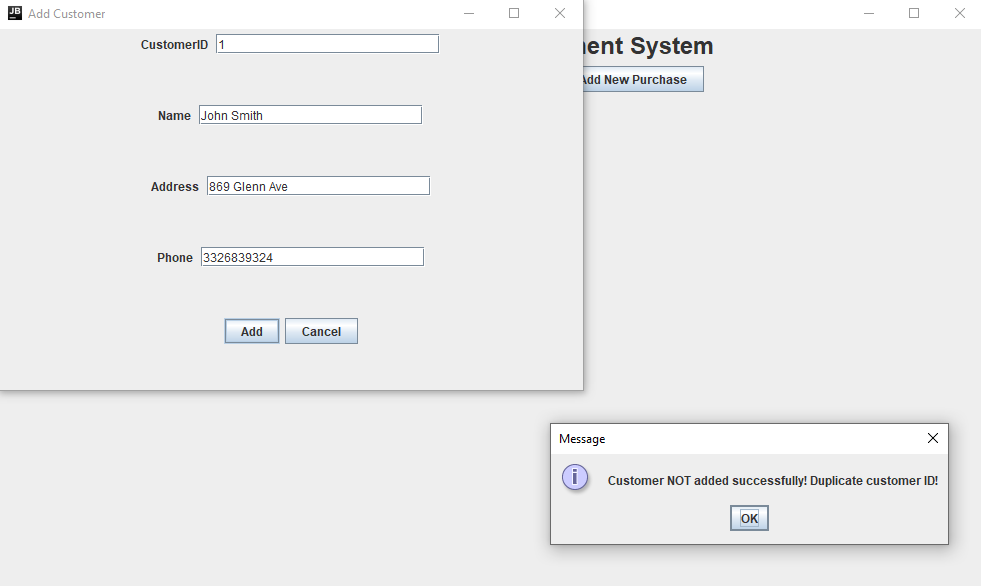 JB Add Customer
CustomerID 1
ent System
Add New Purchase
Name John Smith
Address 869 Glenn Ave
Phone 3326839324
Add Cancel
Message
i Customer NOT added successfully! Duplicate customer ID!
OK